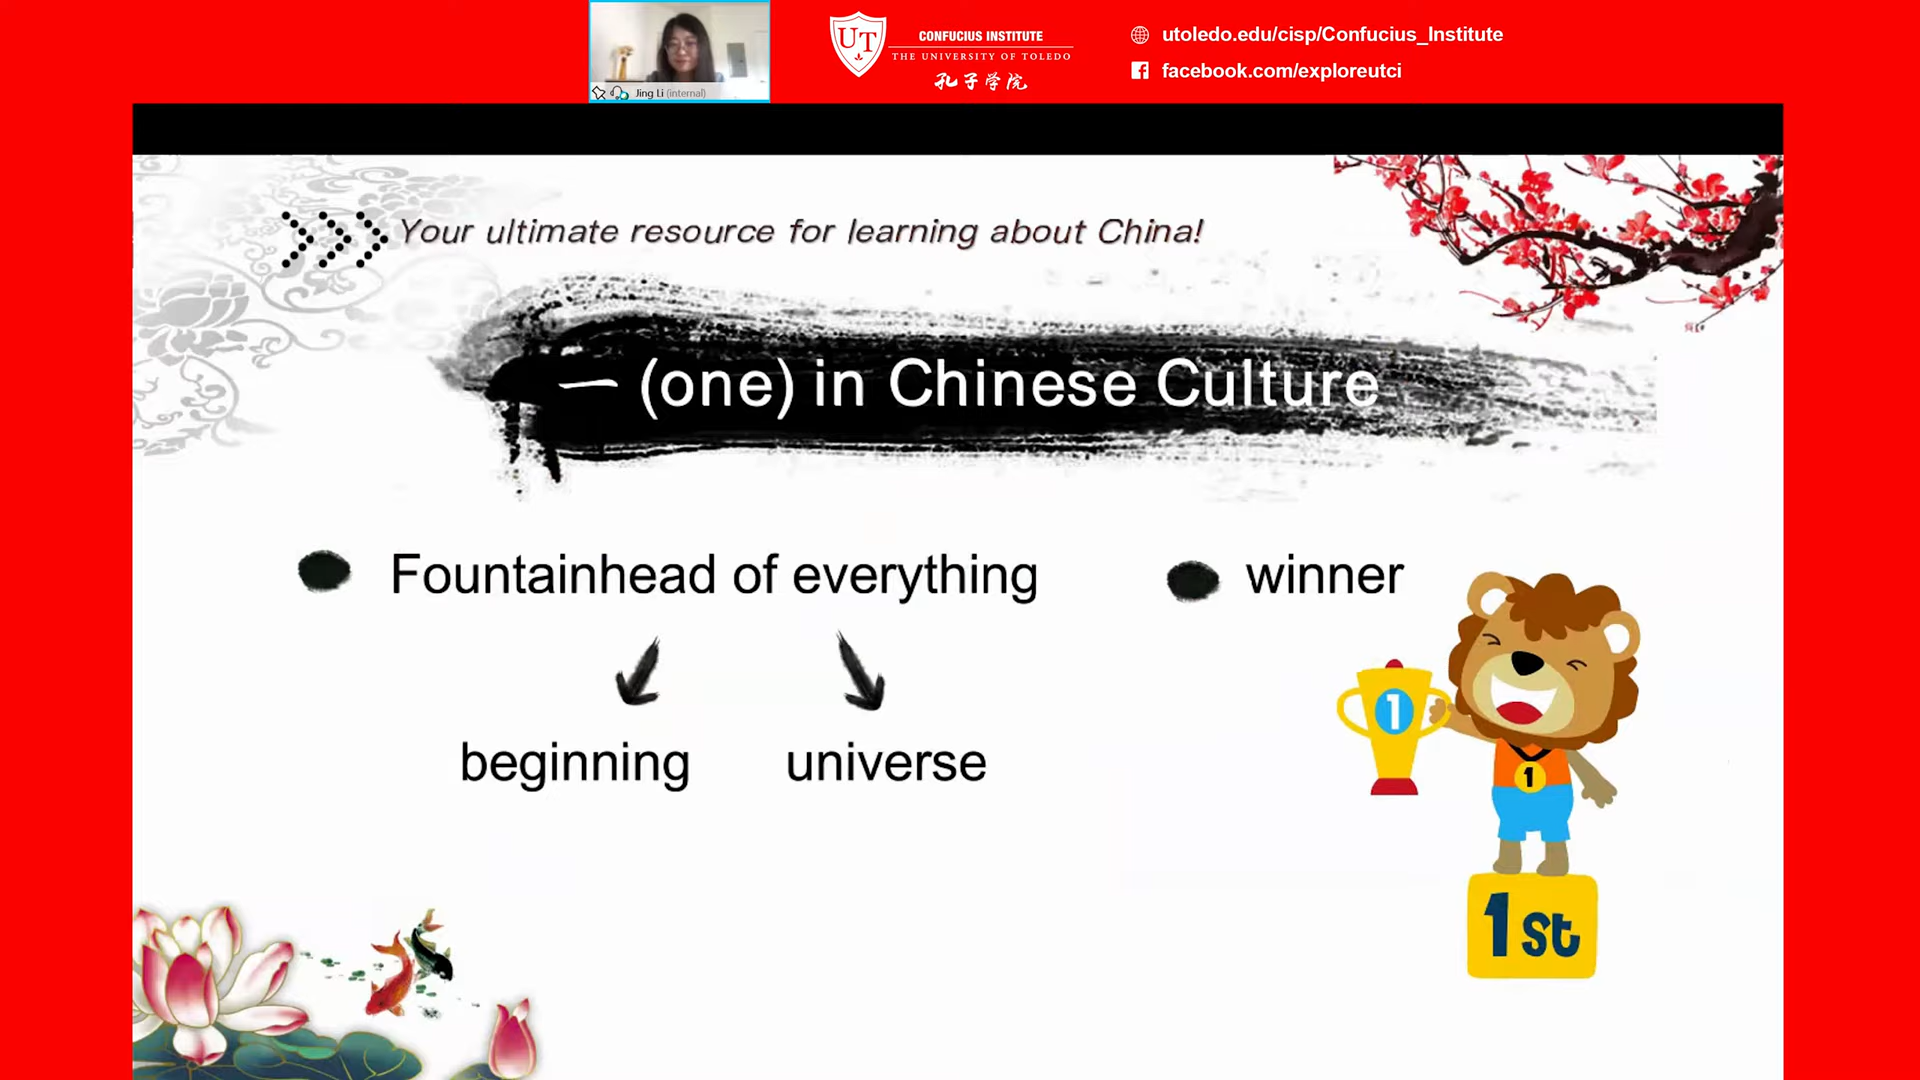 Jing Li (internal)
UT
CONFUCIUS INSTITUTE
THE UNIVERSITY OF TOLEDO
孔子学院
utoledo.edu/cisp/Confucius_Institute
facebook.com/exploreutci
Your ultimate resource for learning about China!
一 (one) in Chinese Culture
Fountainhead of everything
winner
beginning
universe
1
1
1st